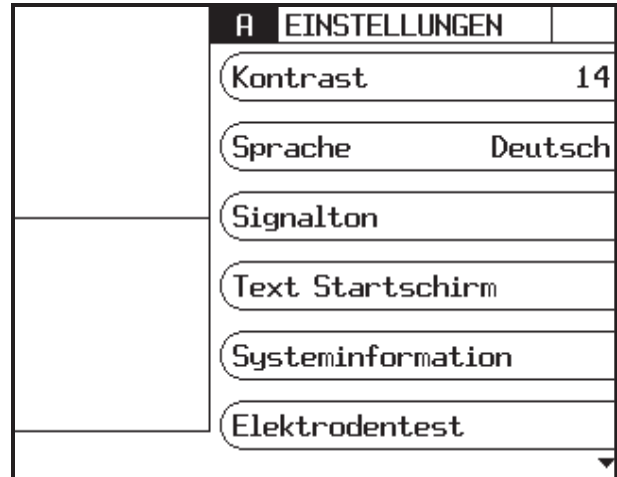 A EINSTELLUNGEN
Kontrast 14
Sprache Deutsch
Signalton
Text Startschirm
Systeminformation
Elektrodentest